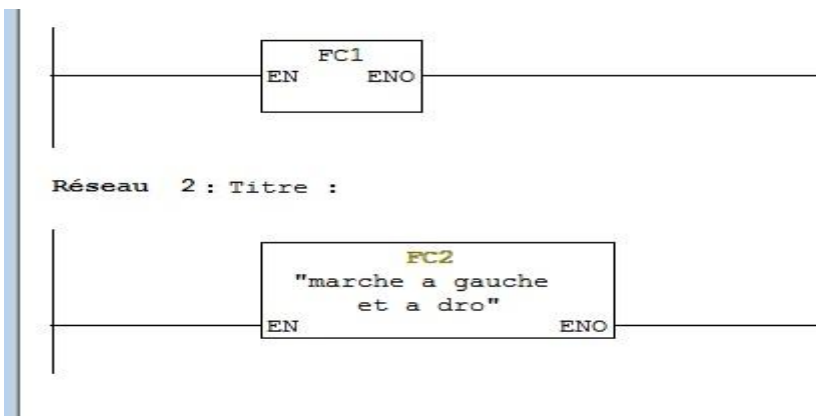 FC1
EN ENO
Réseau 2 : Titre :
FC2
"marche a gauche
et a dro"
EN ENO